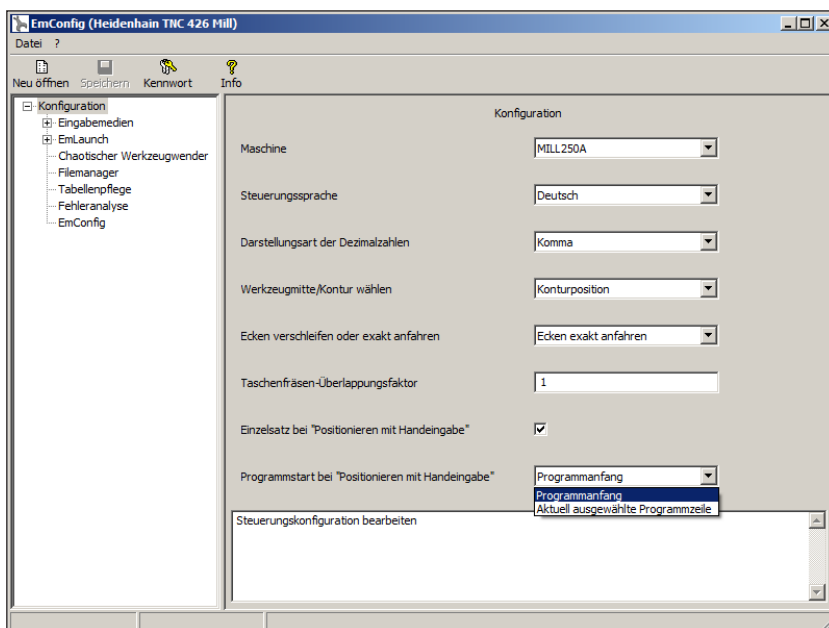 EmConfig (Heidenhain TNC 426 Mill)
Datei ?
Neu öffnen Speichern Kennwort Info
Konfiguration
Eingabemedien
EmLaunch
Chaotischer Werkzeugwender
Filemanager
Tabellenpflege
Fehleranalyse
EmConfig
Konfiguration
Maschine MILL250A
Steuerungssprache Deutsch
Darstellungsart der Dezimalzahlen Komma
Werkzeugmitte/Kontur wählen Konturposition
Ecken verschleifen oder exakt anfahren Ecken exakt anfahren
Taschenfräsen-Überlappungsfaktor 1
Einzelsatz bei "Positionieren mit Handeingabe"
Programmstart bei "Positionieren mit Handeingabe" Programmanfang
Programmanfang
Aktuell ausgewählte Programmzeile
Steuerungskonfiguration bearbeiten